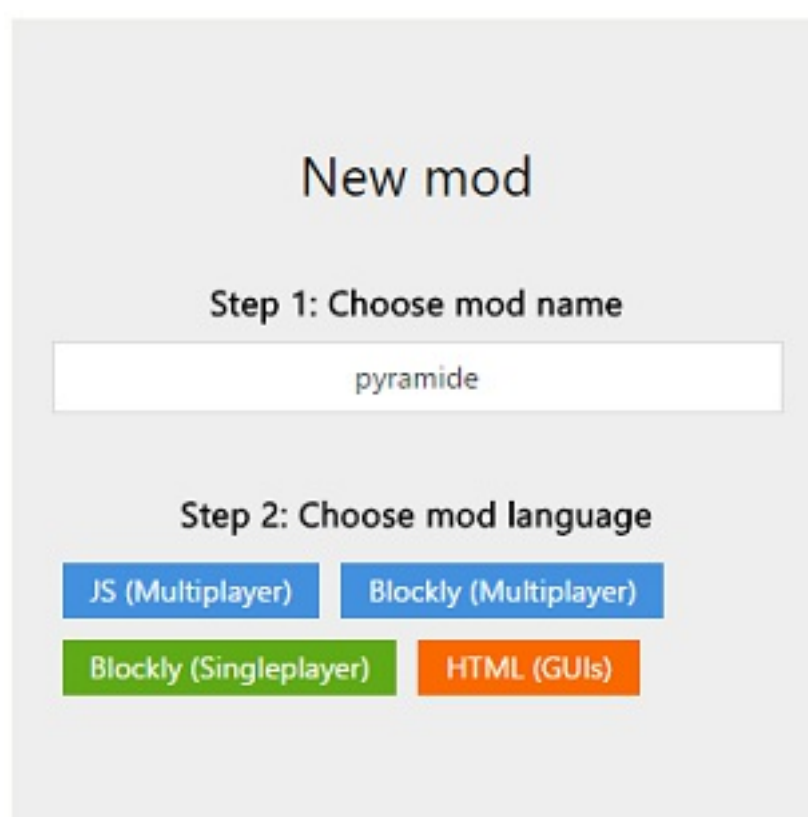 New mod
Step 1: Choose mod name
pyramide
Step 2: Choose mod language
JS (Multiplayer) Blockly (Multiplayer)
Blockly (Singleplayer) HTML (GUIs)